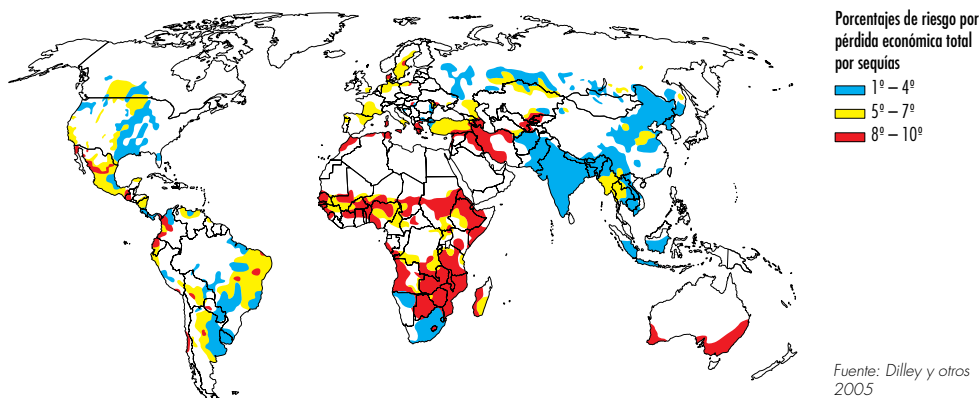 Porcentajes de riesgo por
pérdida económica total
por sequías
1º – 4º
5º – 7º
8º – 10º
Fuente: Dilley y otros
2005